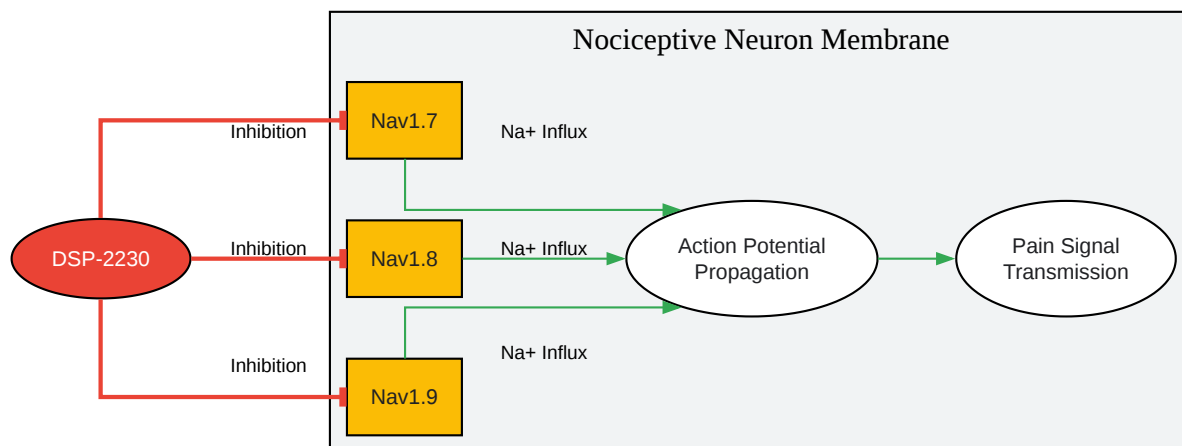 Nociceptive Neuron Membrane
Nav1.7
Inhibition
Na+ Influx
DSP-2230
Inhibition
Nav1.8
Na+ Influx
Action Potential
Propagation
Pain Signal
Transmission
Inhibition
Na+ Influx
Nav1.9